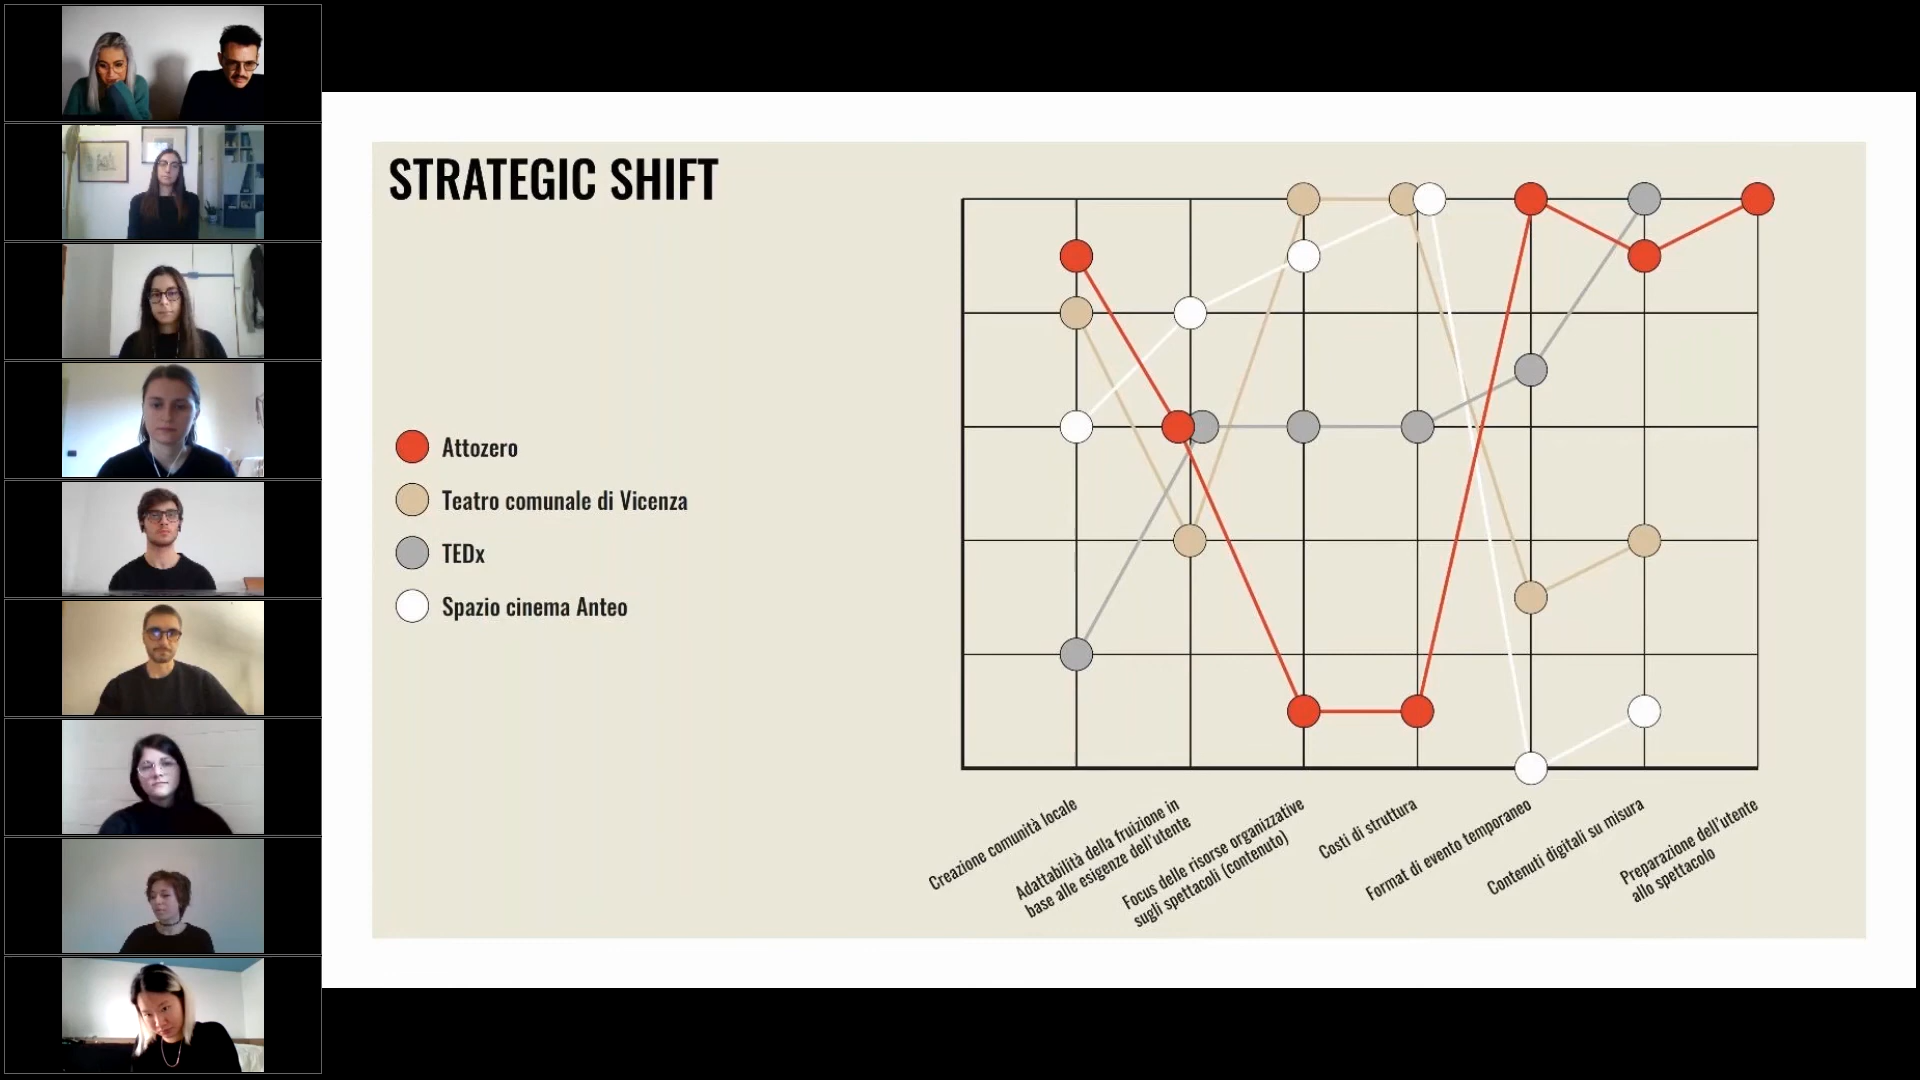 STRATEGIC SHIFT
Attozero
Teatro comunale di Vicenza
TEDx
Spazio cinema Anteo
Creazione comunità locale
Adattabilità della fruizione in
base alle esigenze dell'utente
Focus delle risorse organizzative
sugli spettacoli (contenuto)
Costi di struttura
Format di evento temporaneo
Contenuti digitali su misura
Preparazione dell'utente
allo spettacolo